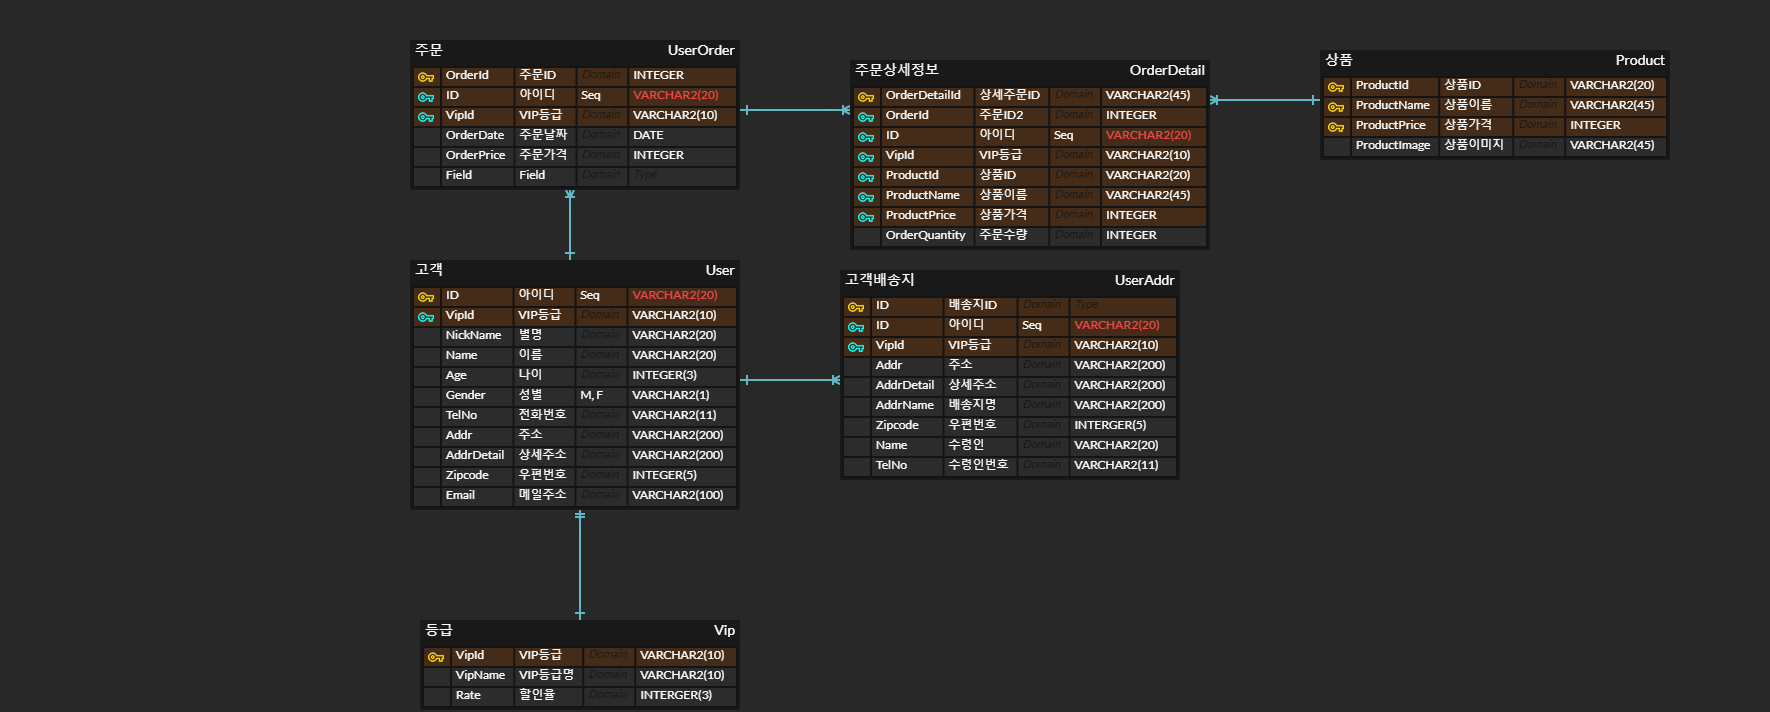 주문 UserOrder
OrderId 주문ID Domain INTEGER
ID 아이디 Seq VARCHAR2(20)
VipId VIP등급 Domain VARCHAR2(10)
OrderDate 주문날짜 Domain DATE
OrderPrice 주문가격 Domain INTEGER
Field Field Domain Type
주문상세정보 OrderDetail
OrderDetailId 상세주문ID Domain VARCHAR2(45)
OrderId 주문ID2 Domain INTEGER
ID 아이디 Seq VARCHAR2(20)
VipId VIP등급 Domain VARCHAR2(10)
ProductId 상품ID Domain VARCHAR2(20)
ProductName 상품이름 Domain VARCHAR2(45)
ProductPrice 상품가격 Domain INTEGER
OrderQuantity 주문수량 Domain INTEGER
상품 Product
ProductId 상품ID Domain VARCHAR2(20)
ProductName 상품이름 Domain VARCHAR2(45)
ProductPrice 상품가격 Domain INTEGER
ProductImage 상품이미지 Domain VARCHAR2(45)
고객 User
ID 아이디 Seq VARCHAR2(20)
VipId VIP등급 Domain VARCHAR2(10)
NickName 별명 Domain VARCHAR2(20)
Name 이름 Domain VARCHAR2(20)
Age 나이 Domain INTEGER(3)
Gender 성별 M, F VARCHAR2(1)
TelNo 전화번호 Domain VARCHAR2(11)
Addr 주소 Domain VARCHAR2(200)
AddrDetail 상세주소 Domain VARCHAR2(200)
Zipcode 우편번호 Domain INTEGER(5)
Email 메일주소 Domain VARCHAR2(100)
고객배송지 UserAddr
ID 배송지ID Domain Type
ID 아이디 Seq VARCHAR2(20)
VipId VIP등급 Domain VARCHAR2(10)
Addr 주소 Domain VARCHAR2(200)
AddrDetail 상세주소 Domain VARCHAR2(200)
AddrName 배송지명 Domain VARCHAR2(200)
Zipcode 우편번호 Domain INTERGER(5)
Name 수령인 Domain VARCHAR2(20)
TelNo 수령인번호 Domain VARCHAR2(11)
등급 Vip
VipId VIP등급 Domain VARCHAR2(10)
VipName VIP등급명 Domain VARCHAR2(10)
Rate 할인율 Domain INTERGER(3)